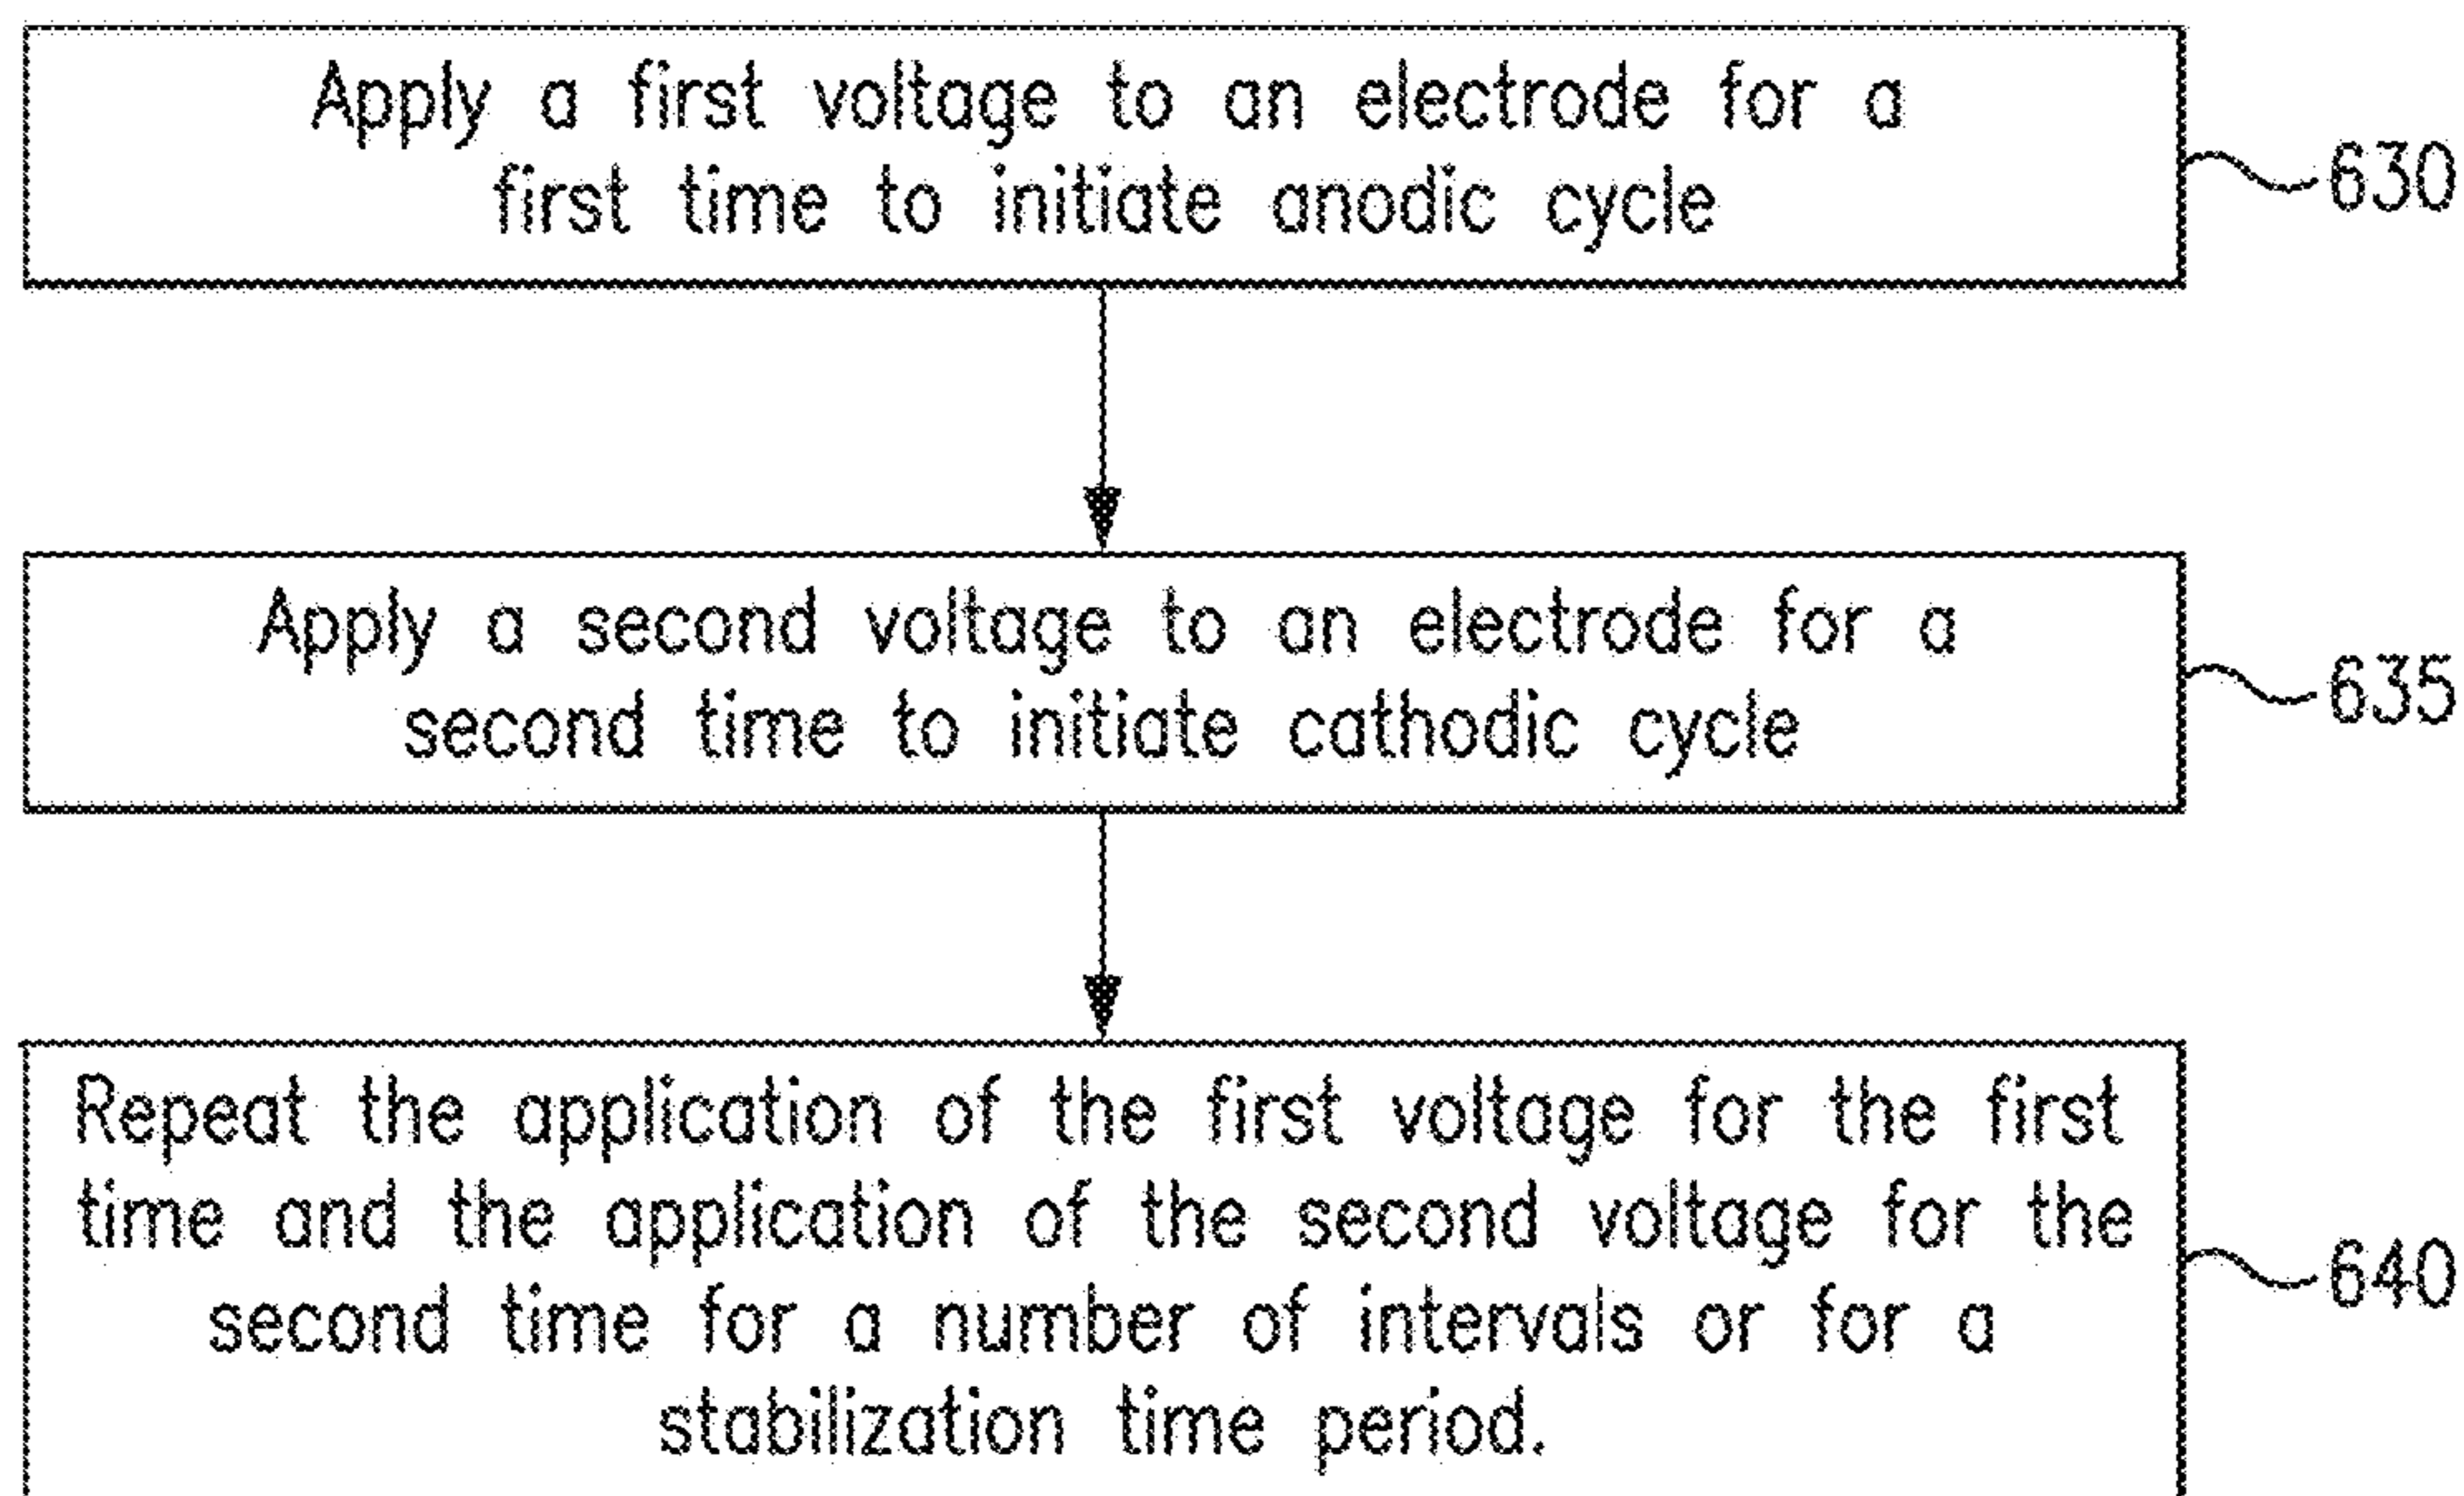 Apply a first voltage to an electrode for a
first time to initiate anodic cycle
630
Apply a second voltage to an electrode for a
second time to initiate cathodic cycle
635
Repeat the application of the first voltage for the first
time and the application of the second voltage for the
second time for a number of intervals or for a
stabilization time period.
640